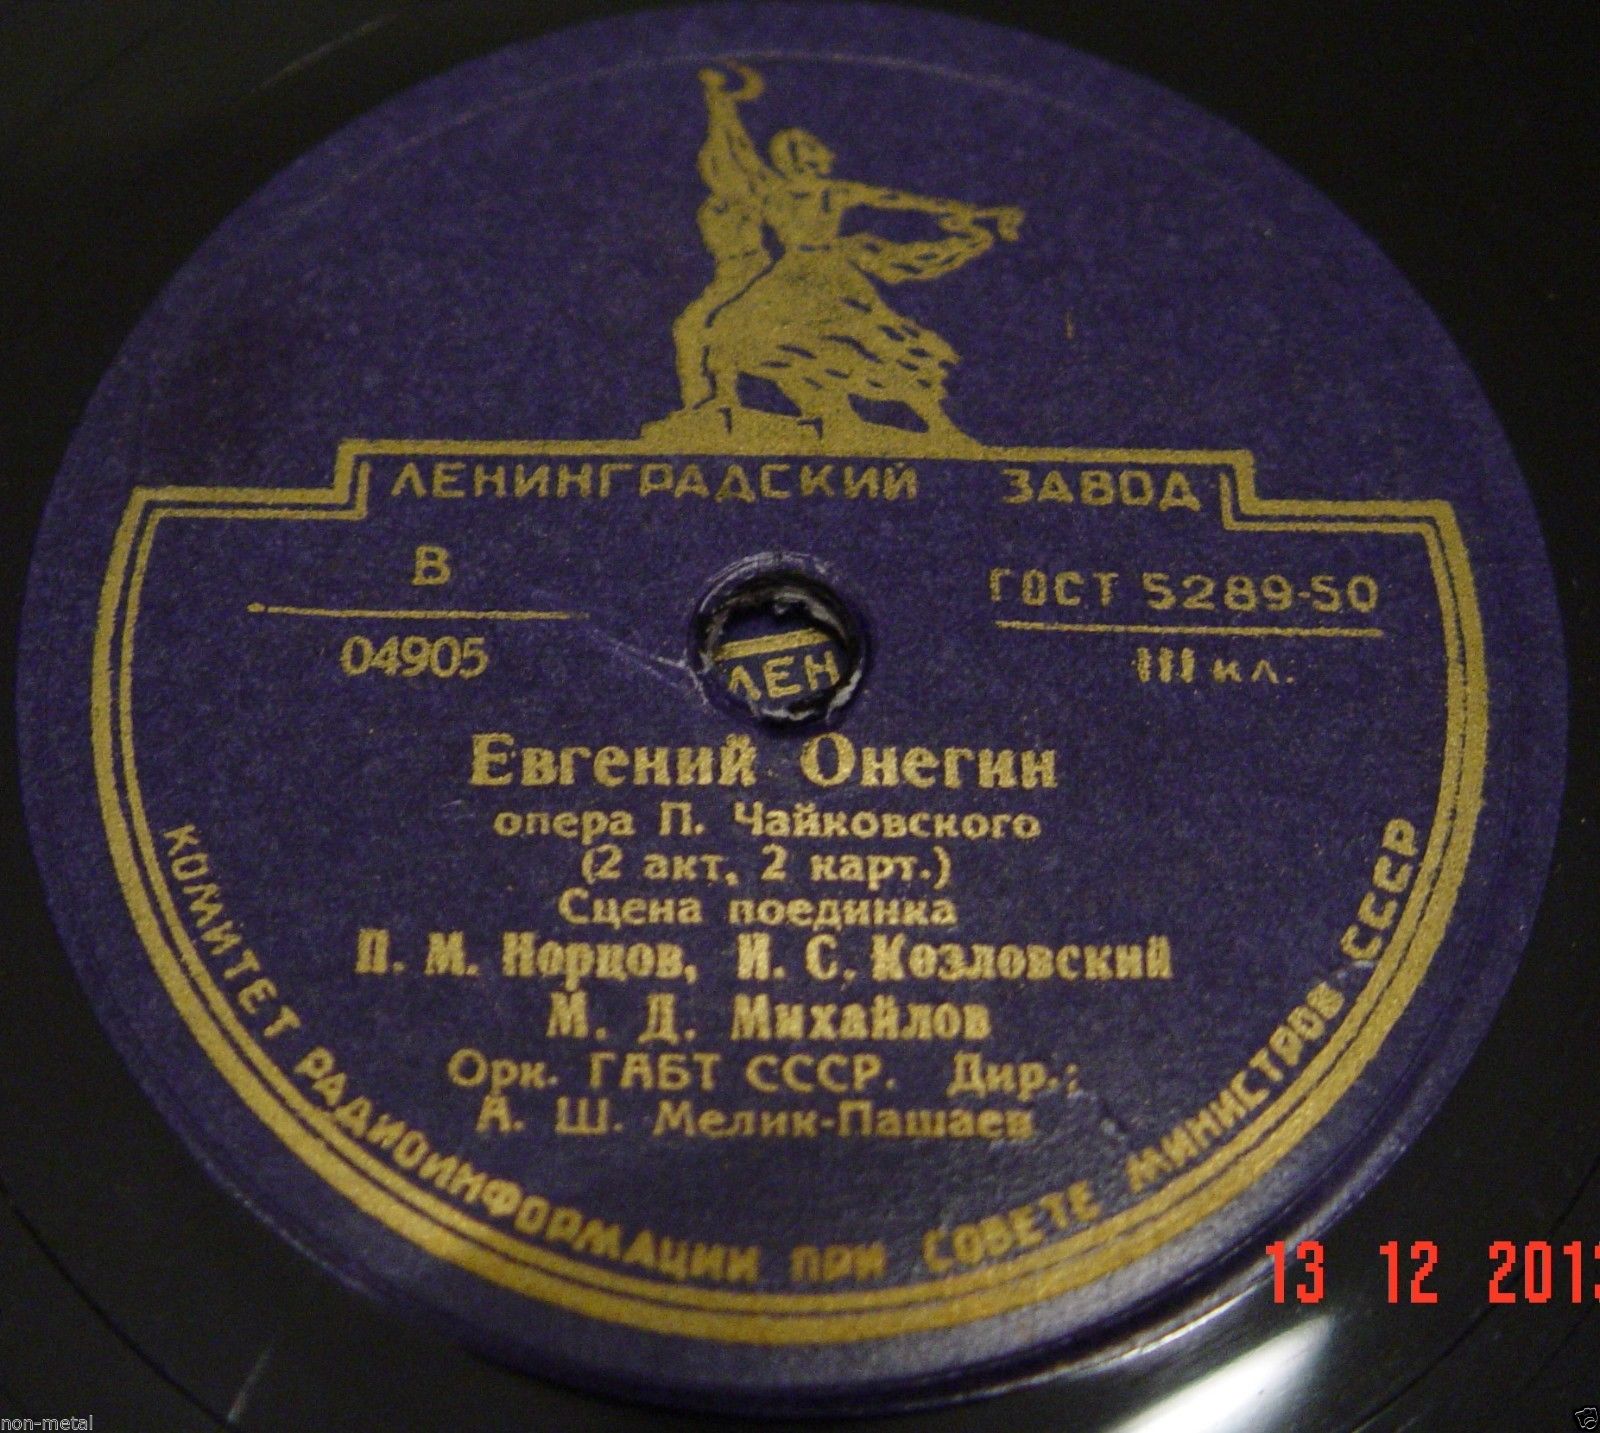 ЛЕНИНГРАДСКИЙ ЗАВОД
В
04905
ГОСТ 5289-50
III кл.
ЛЕН
Евгений Онегин
опера П. Чайковского
(2 акт, 2 карт.)
Сцена поединка
П. М. Норцов, И. С. Козловский
М. Д. Михайлов
Орк. ГАБТ СССР. Дир.:
А. Ш. Мелик-Пашаев
КОМИТЕТ РАДИОИНФОРМАЦИИ ПРИ СОВЕТЕ МИНИСТРОВ СССР
13 12 2013
non-metal